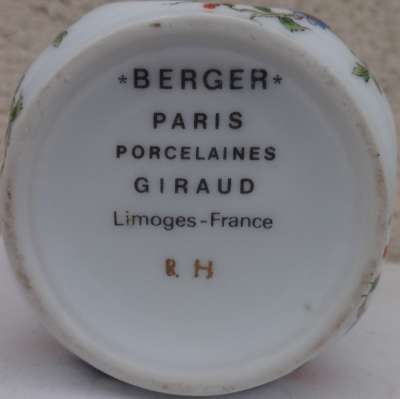 *BERGER*
PARIS
PORCELAINES
GIRAUD
Limoges-France
R.H